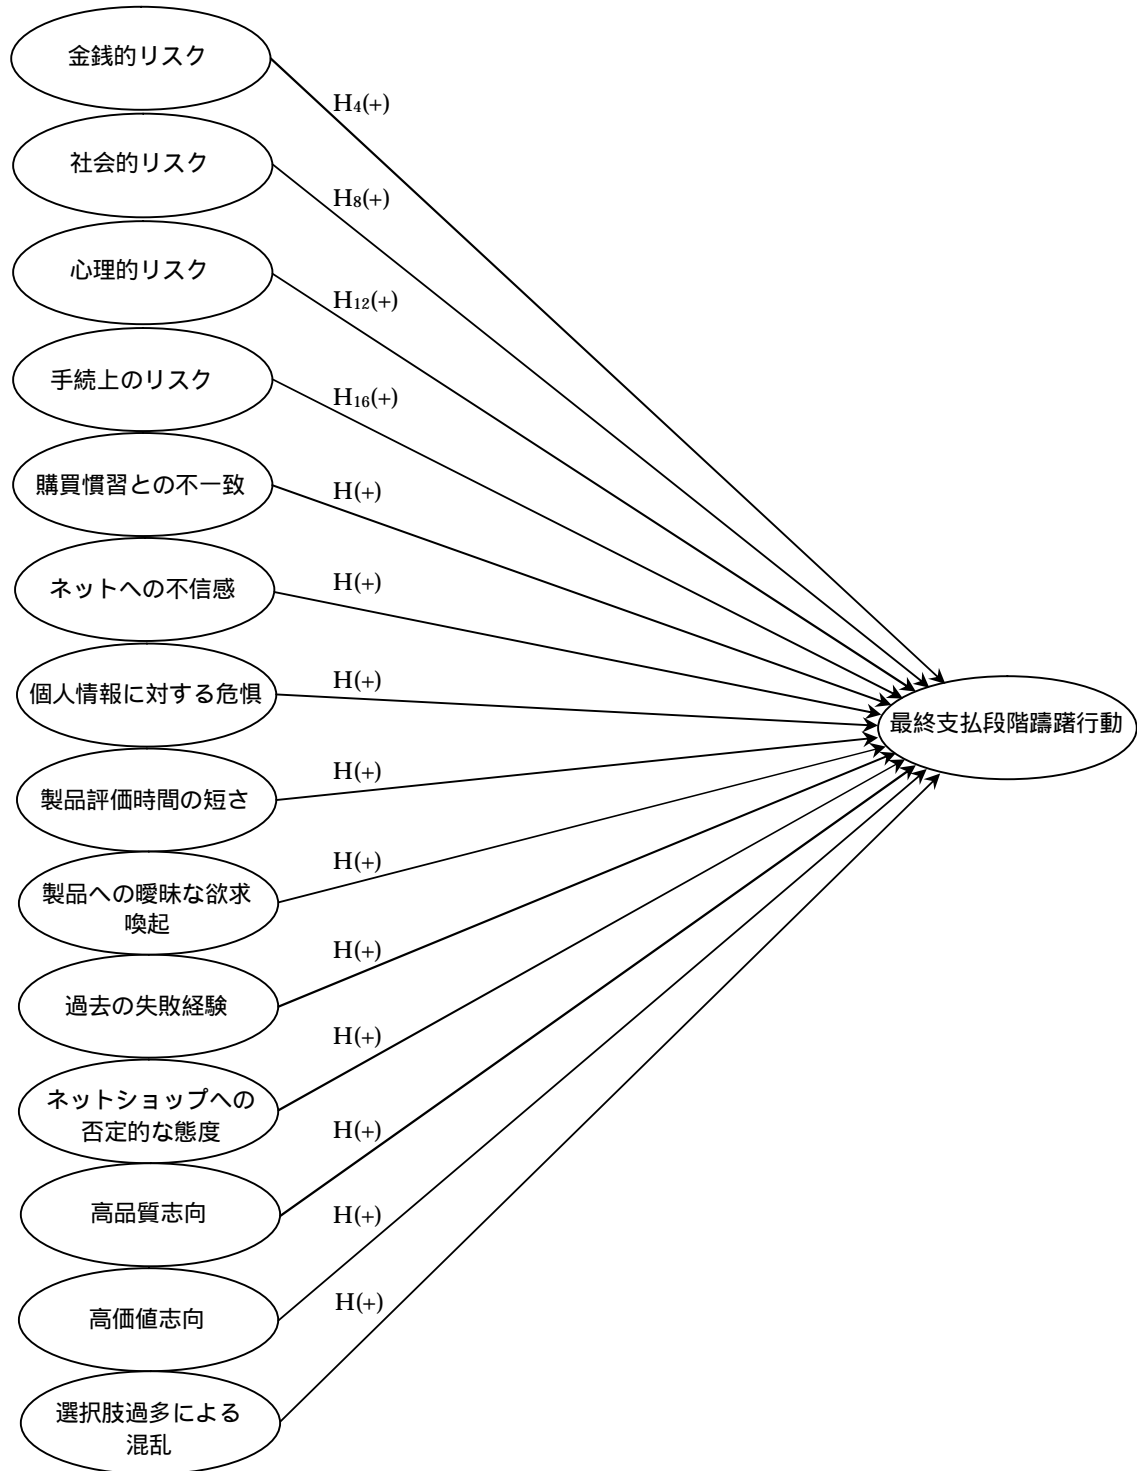 金銭的リスク
H₄(+)
社会的リスク
H₈(+)
心理的リスク
H₁₂(+)
手続上のリスク
H₁₆(+)
購買慣習との不一致
H(+)
ネットへの不信感
H(+)
個人情報に対する危惧
H(+)
最終支払段階躊躇行動
製品評価時間の短さ
H(+)
製品への曖昧な欲求
喚起
H(+)
過去の失敗経験
H(+)
ネットショップへの
否定的な態度
H(+)
高品質志向
H(+)
高価値志向
H(+)
選択肢過多による
混乱
H(+)